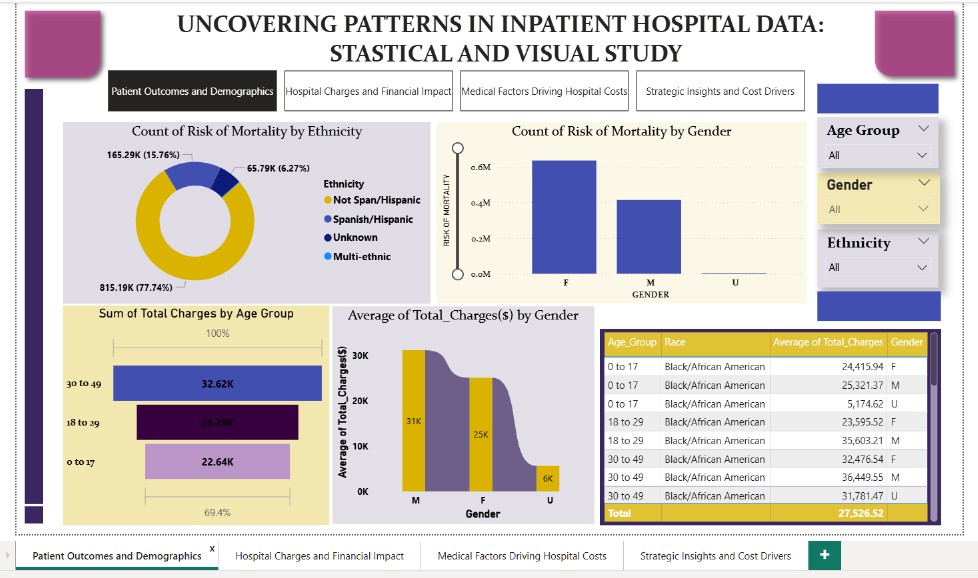 UNCOVERING PATTERNS IN INPATIENT HOSPITAL DATA:
STASTICAL AND VISUAL STUDY
Patient Outcomes and Demographics
Hospital Charges and Financial Impact
Medical Factors Driving Hospital Costs
Strategic Insights and Cost Drivers
Age Group
All
Gender
All
Ethnicity
All
Count of Risk of Mortality by Ethnicity
165.29K (15.76%)
65.79K (6.27%)
815.19K (77.74%)
Ethnicity
Not Span/Hispanic
Spanish/Hispanic
Unknown
Multi-ethnic
Count of Risk of Mortality by Gender
RISK OF MORTALITY
0.6M
0.4M
0.2M
0.0M
F M U
GENDER
Sum of Total Charges by Age Group
100%
30 to 49 32.62K
18 to 29 25.29K
0 to 17 22.64K
69.4%
Average of Total_Charges($) by Gender
Average of Total_Charges($)
30K
20K
10K
0K
31K
25K
6K
M F U
Gender
Age_Group Race Average of Total_Charges Gender
0 to 17 Black/African American 24,415.94 F
0 to 17 Black/African American 25,321.37 M
0 to 17 Black/African American 5,174.62 U
18 to 29 Black/African American 23,595.52 F
18 to 29 Black/African American 35,603.21 M
30 to 49 Black/African American 32,476.54 F
30 to 49 Black/African American 36,449.55 M
30 to 49 Black/African American 31,781.47 U
Total 27,526.52
Patient Outcomes and Demographics x
Hospital Charges and Financial Impact
Medical Factors Driving Hospital Costs
Strategic Insights and Cost Drivers
+